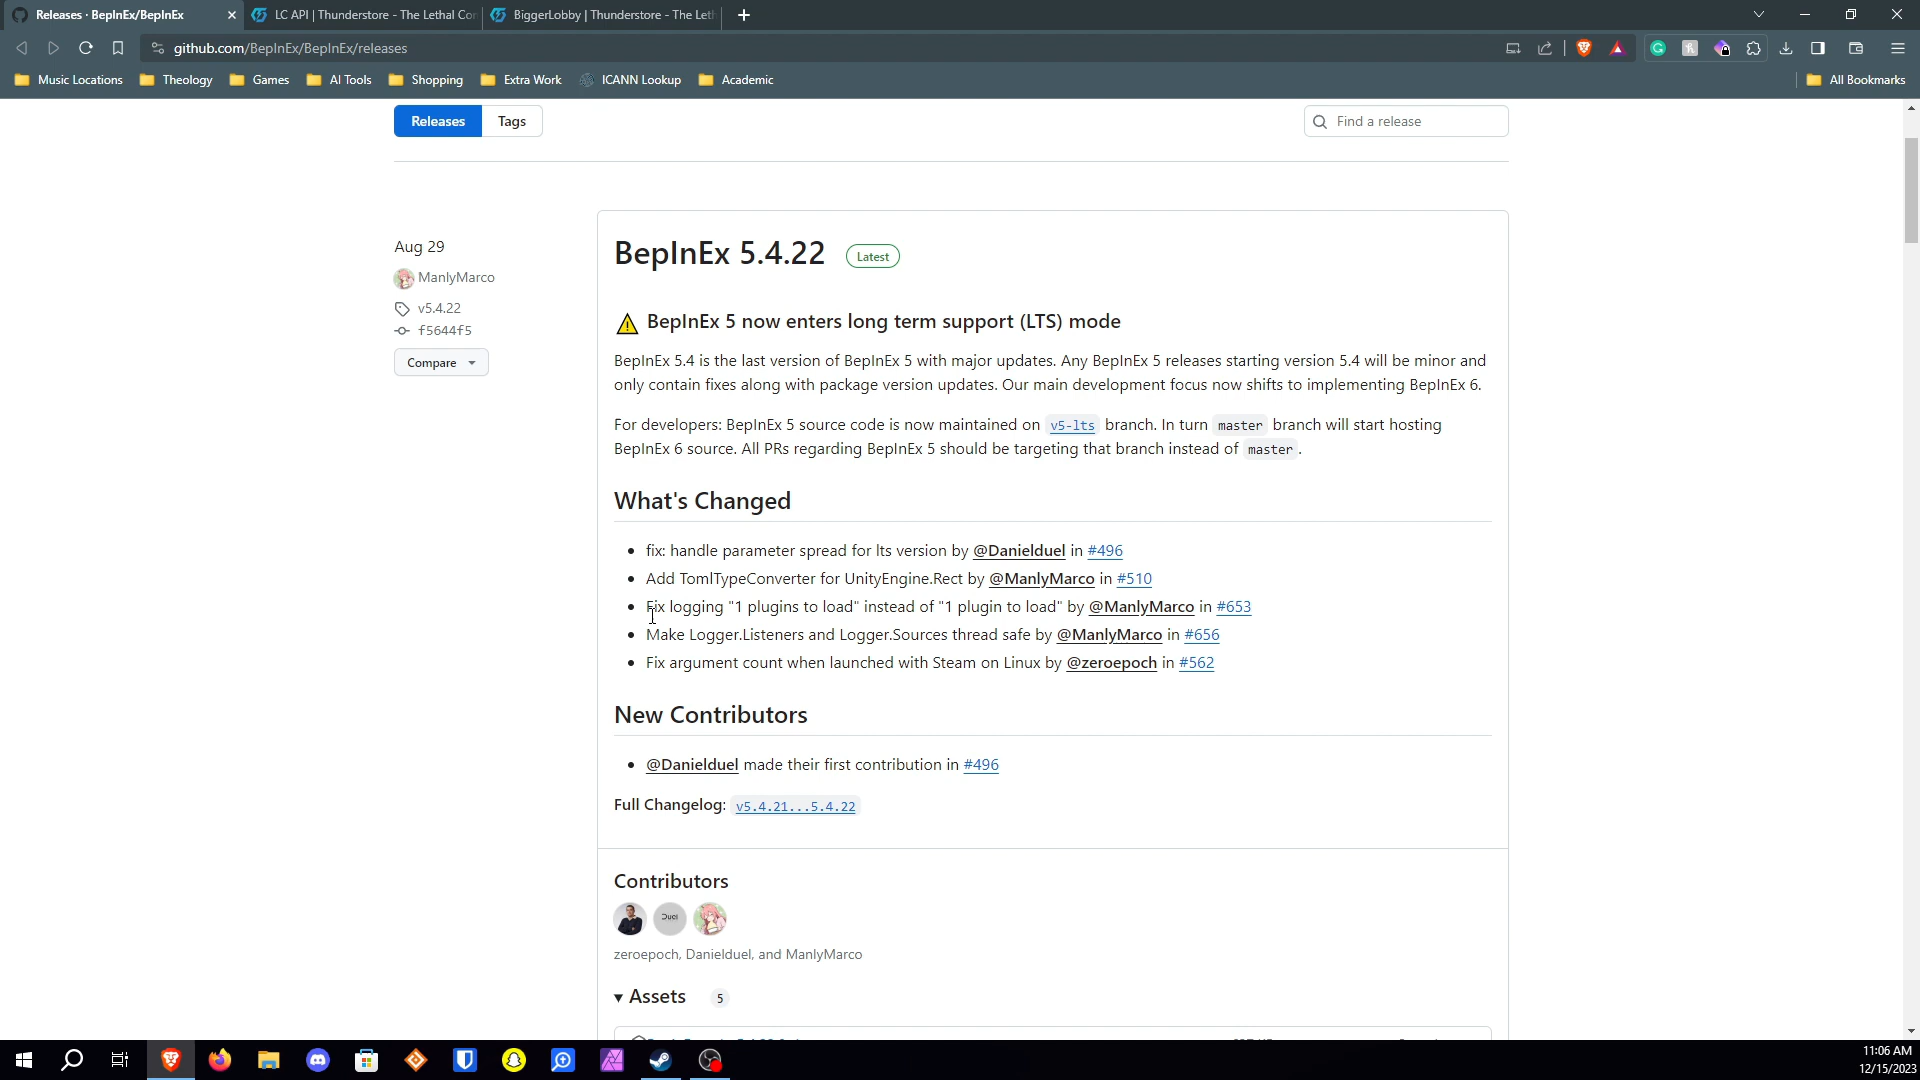 Releases · BepInEx/BepInEx
LC API | Thunderstore - The Lethal Con
BiggerLobby | Thunderstore - The Leth
github.com/BepInEx/BepInEx/releases
Music Locations
Theology
Games
AI Tools
Shopping
Extra Work
ICANN Lookup
Academic
All Bookmarks
Releases
Tags
Find a release
Aug 29
ManlyMarco
v5.4.22
f5644f5
Compare
BepInEx 5.4.22
Latest
BepInEx 5 now enters long term support (LTS) mode
BepInEx 5.4 is the last version of BepInEx 5 with major updates. Any BepInEx 5 releases starting version 5.4 will be minor and
only contain fixes along with package version updates. Our main development focus now shifts to implementing BepInEx 6.
For developers: BepInEx 5 source code is now maintained on v5-lts branch. In turn master branch will start hosting
BepInEx 6 source. All PRs regarding BepInEx 5 should be targeting that branch instead of master .
What's Changed
fix: handle parameter spread for lts version by @Danielduel in #496
Add TomlTypeConverter for UnityEngine.Rect by @ManlyMarco in #510
Fix logging "1 plugins to load" instead of "1 plugin to load" by @ManlyMarco in #653
Make Logger.Listeners and Logger.Sources thread safe by @ManlyMarco in #656
Fix argument count when launched with Steam on Linux by @zeroepoch in #562
New Contributors
@Danielduel made their first contribution in #496
Full Changelog: v5.4.21...5.4.22
Contributors
Duel
zeroepoch, Danielduel, and ManlyMarco
Assets 5
11:06 AM
12/15/2023